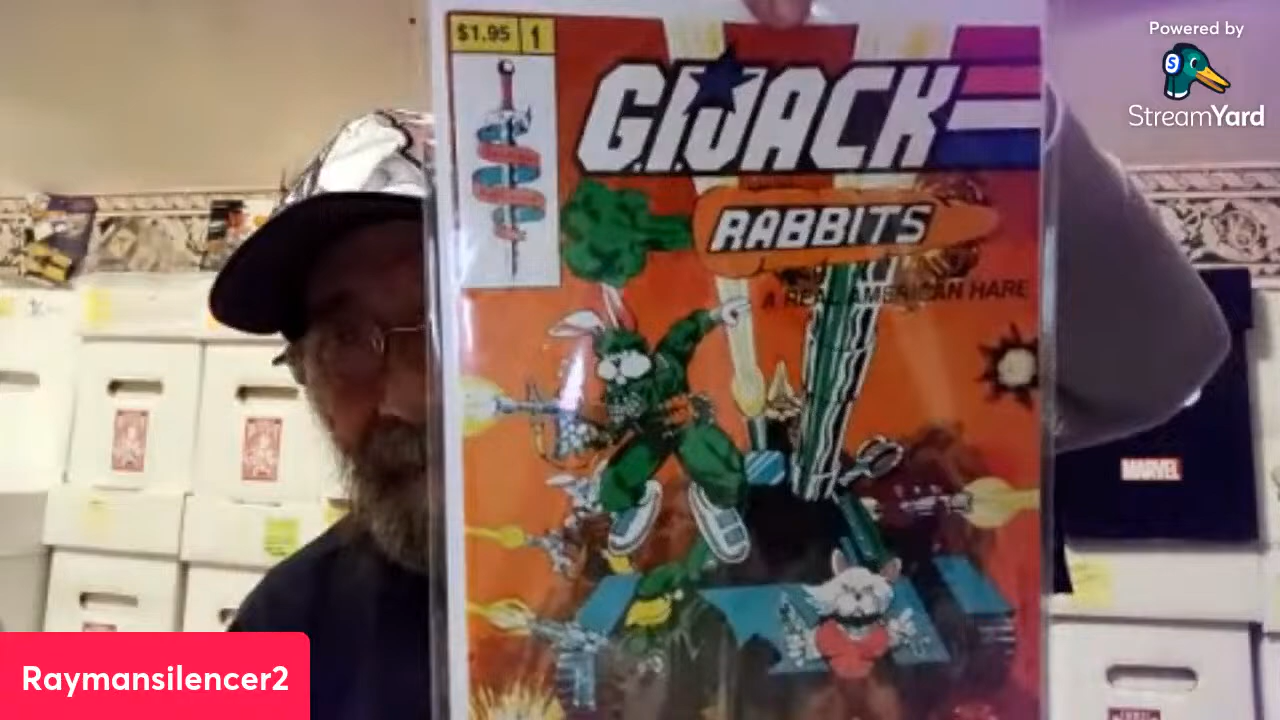 $1.95 1
G.I. JACK
RABBITS
A REAL AMERICAN HARE
Powered by
StreamYard
MARVEL
Raymansilencer2